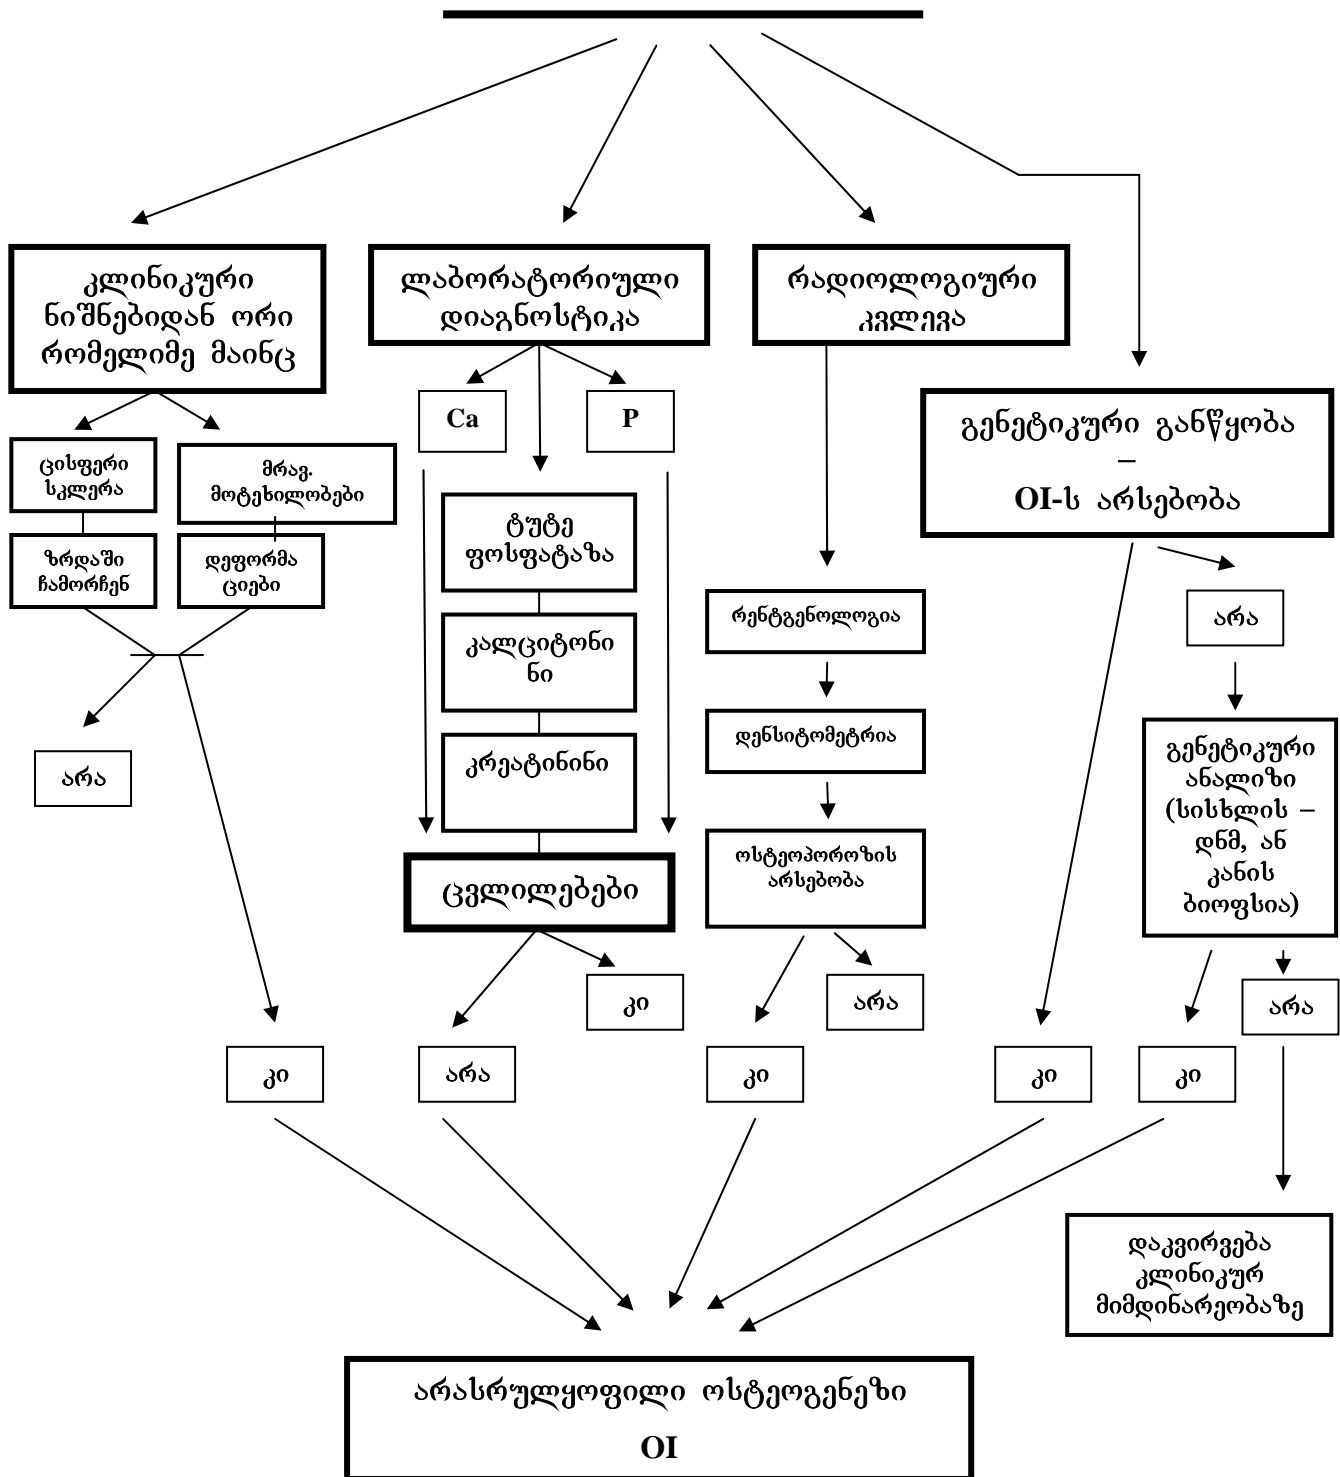 კლინიკური
ნიშნებიდან ორი
რომელიმე მაინც
ლაბორატორიული
დიაგნოსტიკა
რადიოლოგიური
კვლევა
გენეტიკური განწყობა
–
OI-ს არსებობა
Ca
P
ცისფერი
სკლერა
მრავ.
მოტეხილობები
ზრდაში
ჩამორჩენ
დეფორმა
ციები
ტუტე
ფოსფატაზა
კალციტონი
ნი
კრეატინინი
ცვლილებები
რენტგენოლოგია
დენსიტომეტრია
ოსტეოპოროზის
არსებობა
არა
გენეტიკური
ანალიზი
(სისხლის –
დნმ, ან
კანის
ბიოფსია)
არა
კი
არა
არა
კი
არა
კი
კი
კი
დაკვირვება
კლინიკურ
მიმდინარეობაზე
არასრულყოფილი ოსტეოგენეზი
OI